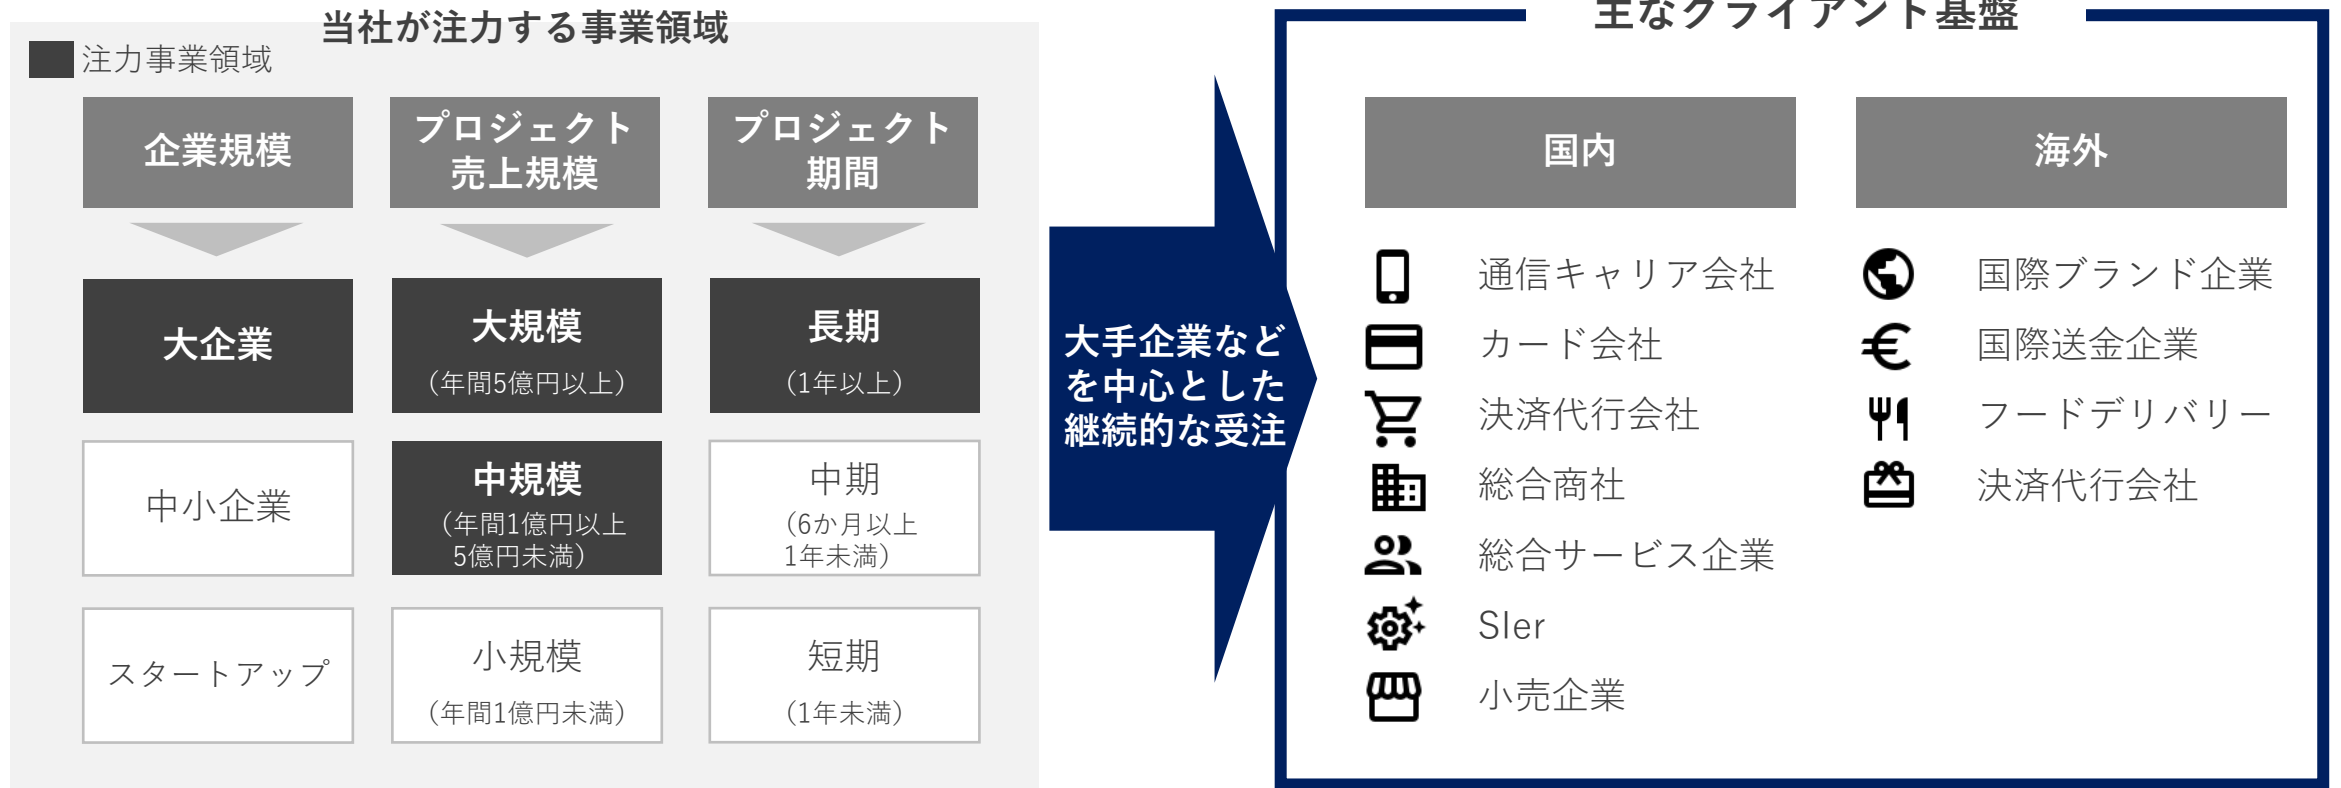 当社が注力する事業領域
注力事業領域
企業規模
プロジェクト
売上規模
プロジェクト
期間
大企業
大規模
（年間5億円以上）
長期
（1年以上）
中小企業
中規模
（年間1億円以上
5億円未満）
中期
（6か月以上
1年未満）
スタートアップ
小規模
（年間1億円未満）
短期
（1年未満）
大手企業など
を中心とした
継続的な受注
主なクライアント基盤
国内
通信キャリア会社
カード会社
決済代行会社
総合商社
総合サービス企業
SIer
小売企業
海外
国際ブランド企業
国際送金企業
フードデリバリー
決済代行会社